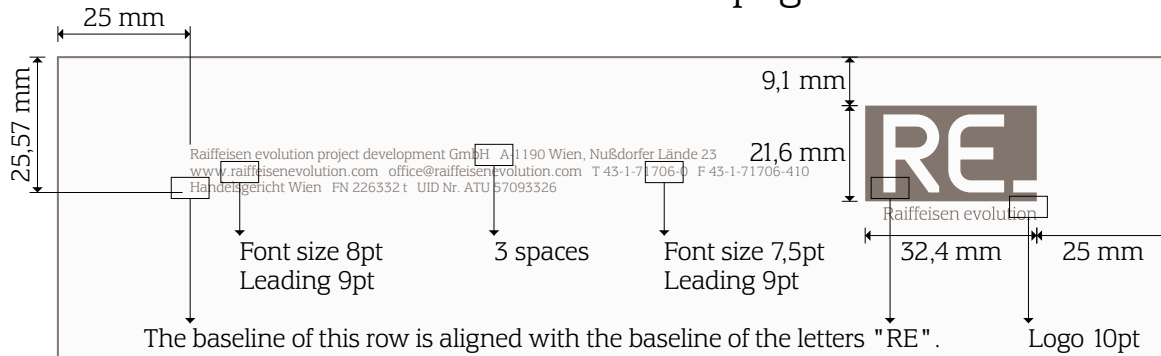 25 mm
25,57 mm
9,1 mm
21,6 mm
RE
Raiffeisen evolution project development GmbH   A-1190 Wien, Nußdorfer Lände 23
www.raiffeisenevolution.com   office@raiffeisenevolution.com   T 43-1-71706-0   F 43-1-71706-410
Handelsgericht Wien   FN 226332 t   UID Nr. ATU 57093326
Raiffeisen evolution
Font size 8pt
Leading 9pt
3 spaces
Font size 7,5pt
Leading 9pt
32,4 mm
25 mm
The baseline of this row is aligned with the baseline of the letters "RE".
Logo 10pt